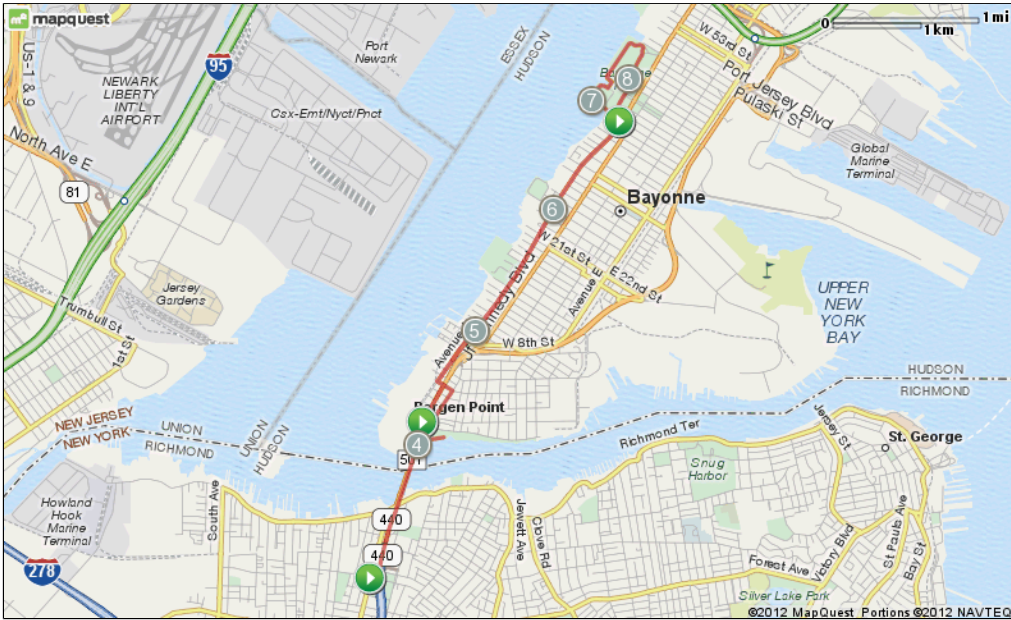 mapquest
0
1 mi
1 km
Us-1 & 9
95
Port
Newark
ESSEX
HUDSON
W 53rd St
NEWARK
LIBERTY
INT'L
AIRPORT
Csx-Emt/Nyct/Pnct
8
7
Port Jersey Blvd
Pulaski St
North Ave E
Global
Marine
Terminal
81
Bayonne
6
W 21st St
E 22nd St
Avenue E
Jersey
Gardens
UPPER
NEW
YORK
BAY
Trumbull St
1st St
5
W 8th St
HUDSON
RICHMOND
Bergen Point
NEW JERSEY
NEW YORK
UNION
RICHMOND
UNION
HUDSON
4
501
Richmond Ter
Jersey St
St. George
Snug
Harbor
Howland
Hook
Marine
Terminal
South Ave
440
Jewett Ave
Clove Rd
440
278
Forest Ave
Victory Blvd
St Pauls Ave
Bay St
Silver Lake Park
©2012 MapQuest Portions ©2012 NAVTEQ